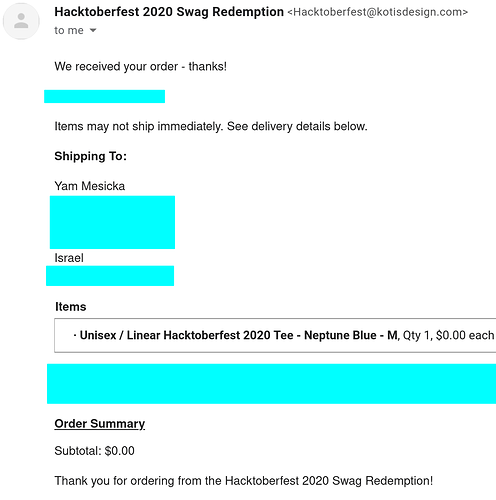 Hacktoberfest 2020 Swag Redemption <Hacktoberfest@kotisdesign.com>
to me
We received your order - thanks!
Items may not ship immediately. See delivery details below.
Shipping To:
Yam Mesicka
Israel
Items
· Unisex / Linear Hacktoberfest 2020 Tee - Neptune Blue - M, Qty 1, $0.00 each
Order Summary
Subtotal: $0.00
Thank you for ordering from the Hacktoberfest 2020 Swag Redemption!